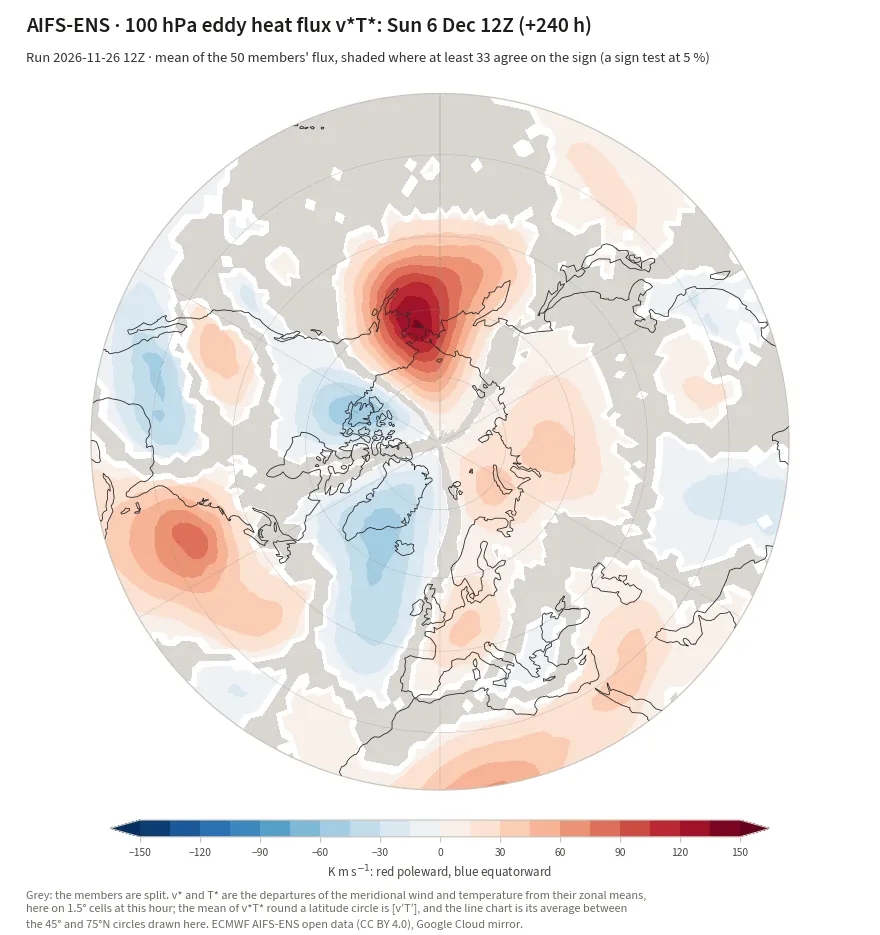 AIFS-ENS · 100 hPa eddy heat flux v*T*: Sun 6 Dec 12Z (+240 h)
Run 2026-11-26 12Z · mean of the 50 members' flux, shaded where at least 33 agree on the sign (a sign test at 5 %)
−150 −120 −90 −60 −30 0 30 60 90 120 150
K m s⁻¹: red poleward, blue equatorward
Grey: the members are split. v* and T* are the departures of the meridional wind and temperature from their zonal means,
here on 1.5° cells at this hour; the mean of v*T* round a latitude circle is [v′T′], and the line chart is its average between
the 45° and 75°N circles drawn here. ECMWF AIFS-ENS open data (CC BY 4.0), Google Cloud mirror.